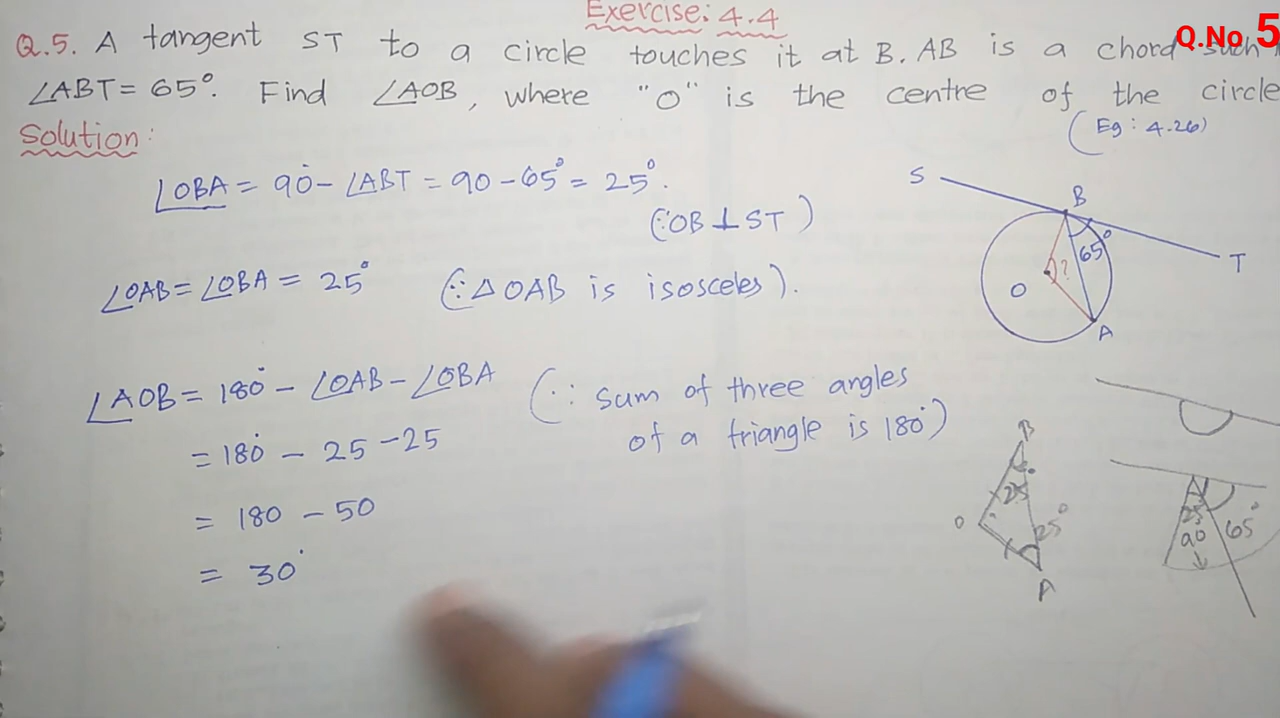 Exercise: 4.4
Q.No 5
Q.5. A tangent ST to a circle touches it at B. AB is a chord such
∠ABT = 65°. Find ∠AOB, where "O" is the centre of the circle
(Eg: 4.26)
Solution:
∠OBA = 90° - ∠ABT = 90 - 65° = 25°.
(∵ OB ⊥ ST)
∠OAB = ∠OBA = 25° (∵ △OAB is isosceles).
∠AOB = 180° - ∠OAB - ∠OBA (∵ sum of three angles
of a triangle is 180°)
= 180° - 25 - 25
= 180 - 50
= 30°
S
B
T
65°
?
O
A
B
25
O
25°
A
25
90
65°